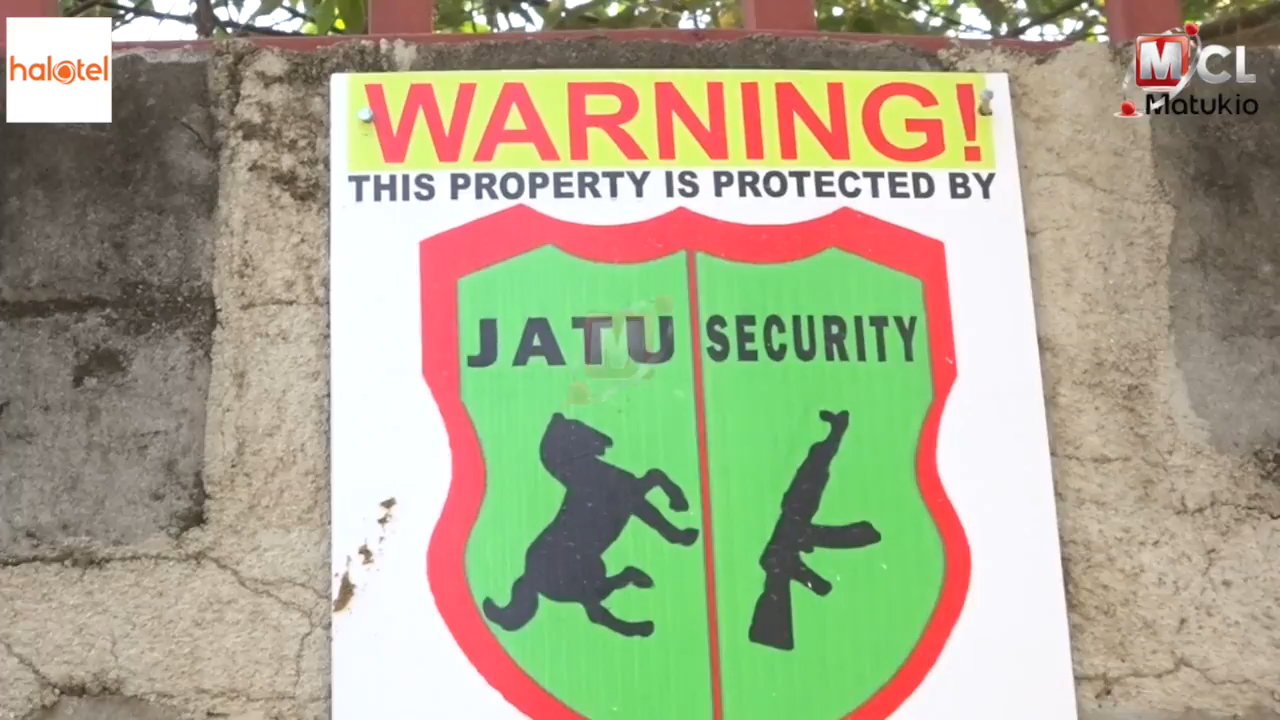 halotel
MCL
Matukio
WARNING!
THIS PROPERTY IS PROTECTED BY
JATU SECURITY